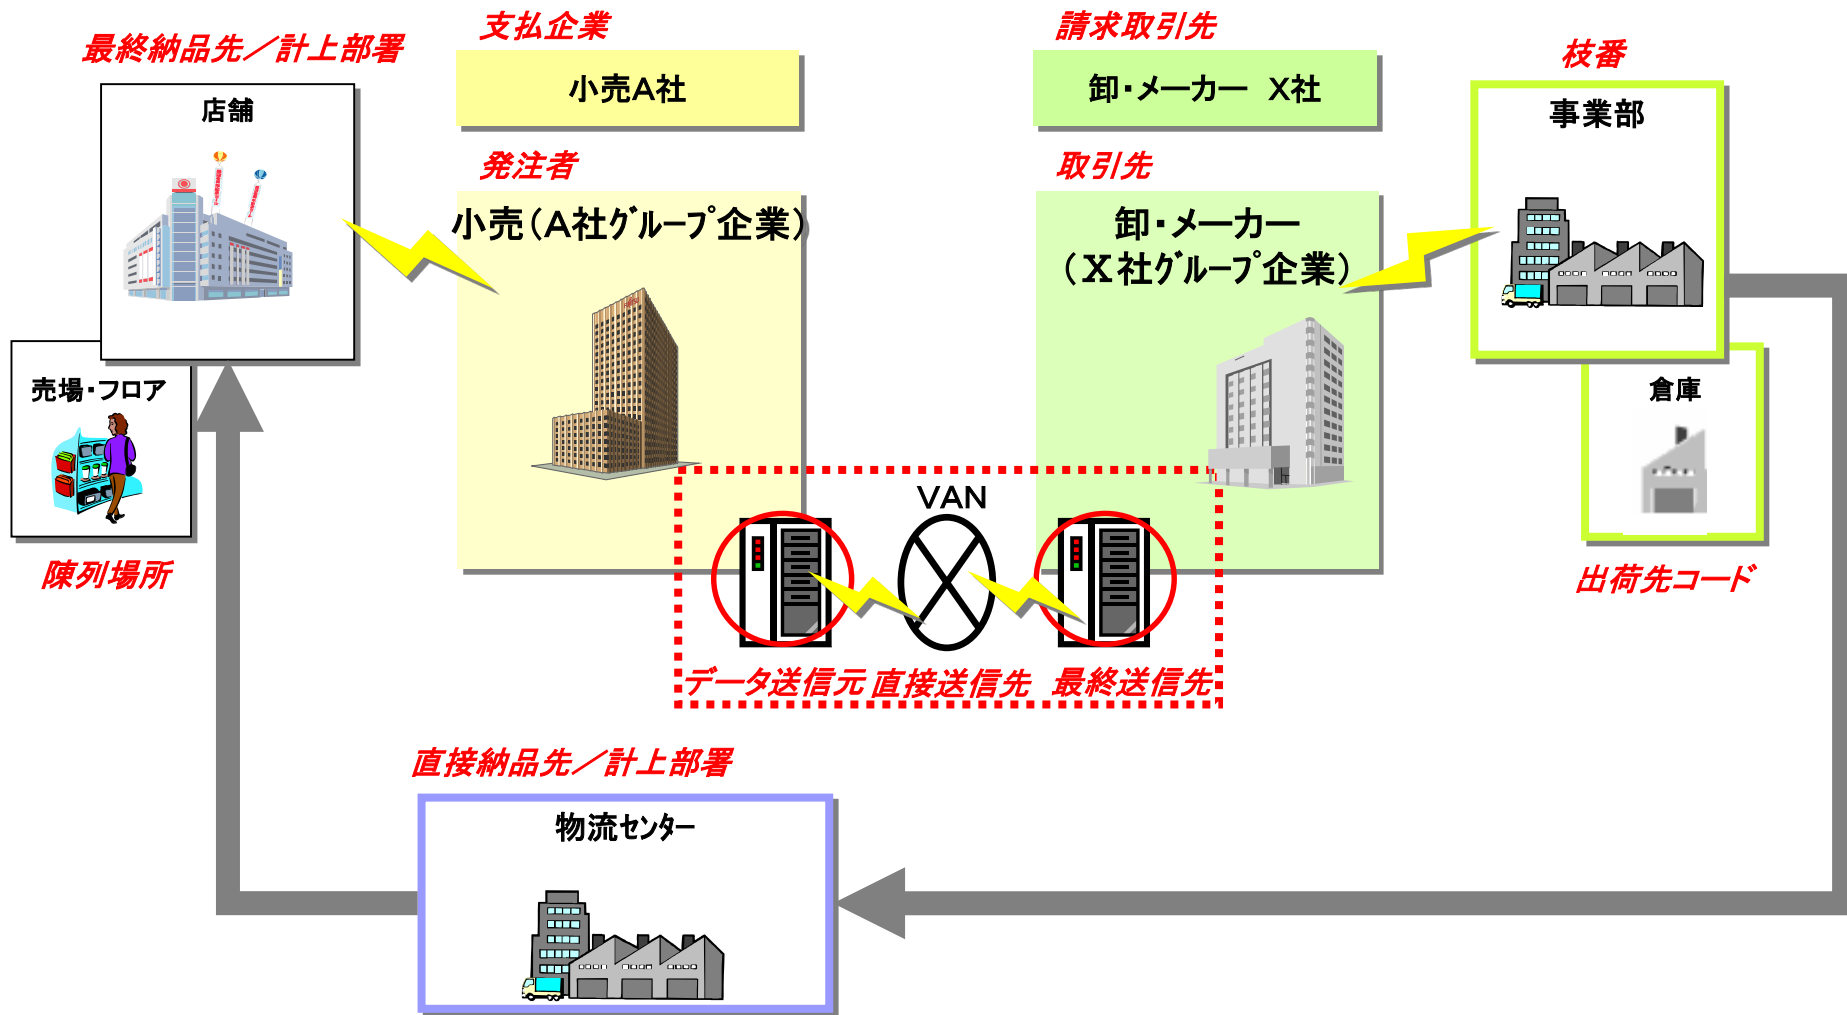 支払企業
請求取引先
最終納品先／計上部署
枝番
小売A社
卸・メーカー X社
店舗
事業部
発注者
取引先
小売（A社ｸﾞﾙｰﾌﾟ企業）
卸・メーカー
（X社ｸﾞﾙｰﾌﾟ企業）
売場・フロア
倉庫
VAN
陳列場所
出荷先コード
データ送信元
直接送信先
最終送信先
直接納品先／計上部署
物流ｾﾝﾀｰ